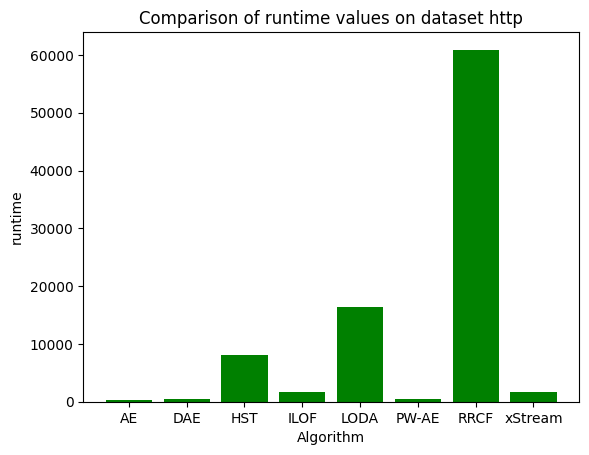 Comparison of runtime values on dataset http
60000
50000
40000
30000
20000
10000
0
runtime
AE DAE HST ILOF LODA PW-AE RRCF xStream
Algorithm